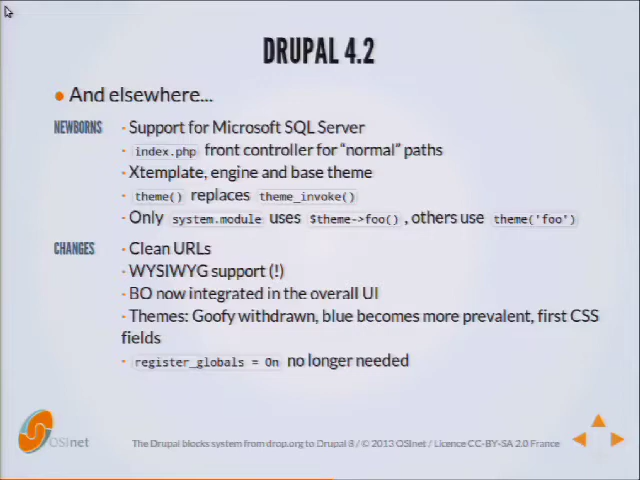 DRUPAL 4.2
And elsewhere...
NEWBORNS
- Support for Microsoft SQL Server
- index.php front controller for “normal” paths
- Xtemplate, engine and base theme
- theme() replaces theme_invoke()
- Only system.module uses $theme->foo() , others use theme('foo')
CHANGES
- Clean URLs
- WYSIWYG support (!)
- BO now integrated in the overall UI
- Themes: Goofy withdrawn, blue becomes more prevalent, first CSS
fields
- register_globals = On no longer needed
OSInet
The Drupal blocks system from drop.org to Drupal 8 / © 2013 OSInet / Licence CC-BY-SA 2.0 France